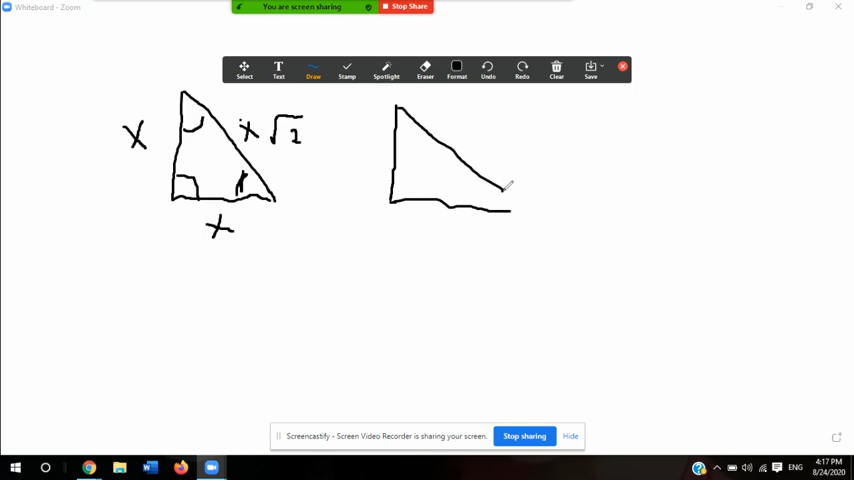 Whiteboard - Zoom
You are screen sharing
Stop Share
Select
Text
Draw
Stamp
Spotlight
Eraser
Format
Undo
Redo
Clear
Save
X
x √2
x
Screencastify - Screen Video Recorder is sharing your screen.
Stop sharing
Hide
ENG
4:17 PM
8/24/2020